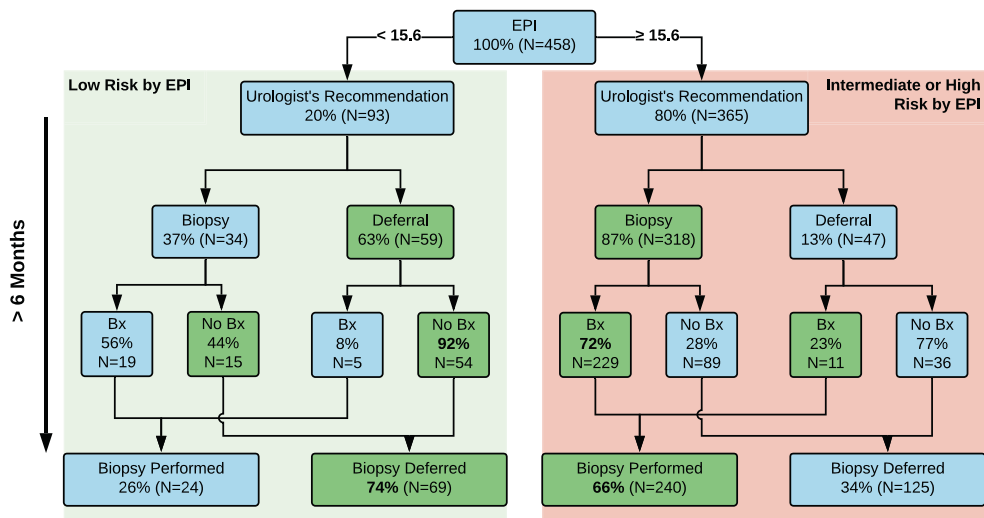 EPI
100% (N=458)
< 15.6
≥ 15.6
Low Risk by EPI
Urologist's Recommendation
20% (N=93)
Urologist's Recommendation
80% (N=365)
Intermediate or High
Risk by EPI
> 6 Months
Biopsy
37% (N=34)
Deferral
63% (N=59)
Biopsy
87% (N=318)
Deferral
13% (N=47)
Bx
56%
N=19
No Bx
44%
N=15
Bx
8%
N=5
No Bx
92%
N=54
Bx
72%
N=229
No Bx
28%
N=89
Bx
23%
N=11
No Bx
77%
N=36
Biopsy Performed
26% (N=24)
Biopsy Deferred
74% (N=69)
Biopsy Performed
66% (N=240)
Biopsy Deferred
34% (N=125)